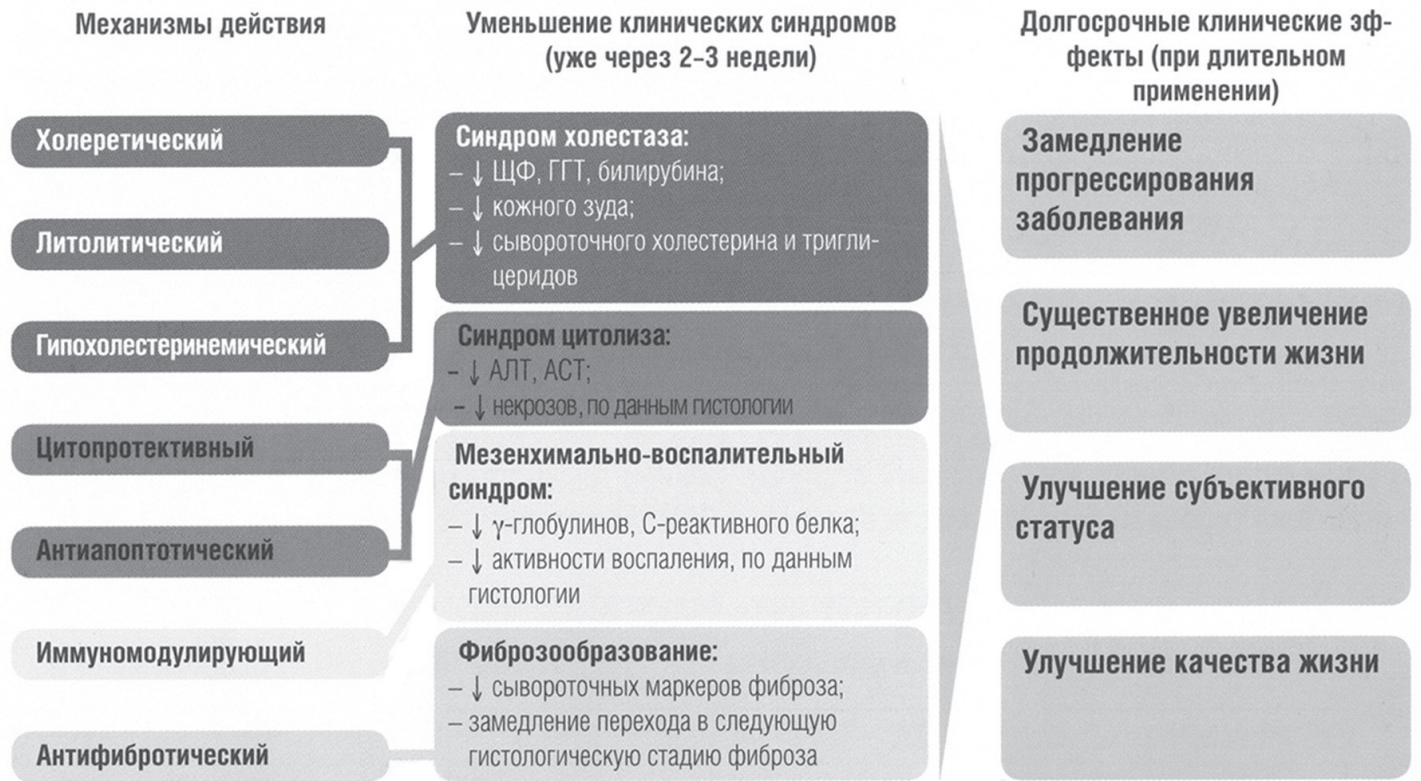 Механизмы действия
Холеретический
Литолитический
Гипохолестеринемический
Цитопротективный
Антиапоптотический
Иммуномодулирующий
Антифибротический
Уменьшение клинических синдромов
(уже через 2–3 недели)
Синдром холестаза:
– ↓ ЩФ, ГГТ, билирубина;
– ↓ кожного зуда;
– ↓ сывороточного холестерина и тригли-
церидов
Синдром цитолиза:
– ↓ АЛТ, АСТ;
– ↓ некрозов, по данным гистологии
Мезенхимально-воспалительный
синдром:
– ↓ γ-глобулинов, С-реактивного белка;
– ↓ активности воспаления, по данным
гистологии
Фиброзообразование:
– ↓ сывороточных маркеров фиброза;
– замедление перехода в следующую
гистологическую стадию фиброза
Долгосрочные клинические эф-
фекты (при длительном
применении)
Замедление
прогрессирования
заболевания
Существенное увеличение
продолжительности жизни
Улучшение субъективного
статуса
Улучшение качества жизни